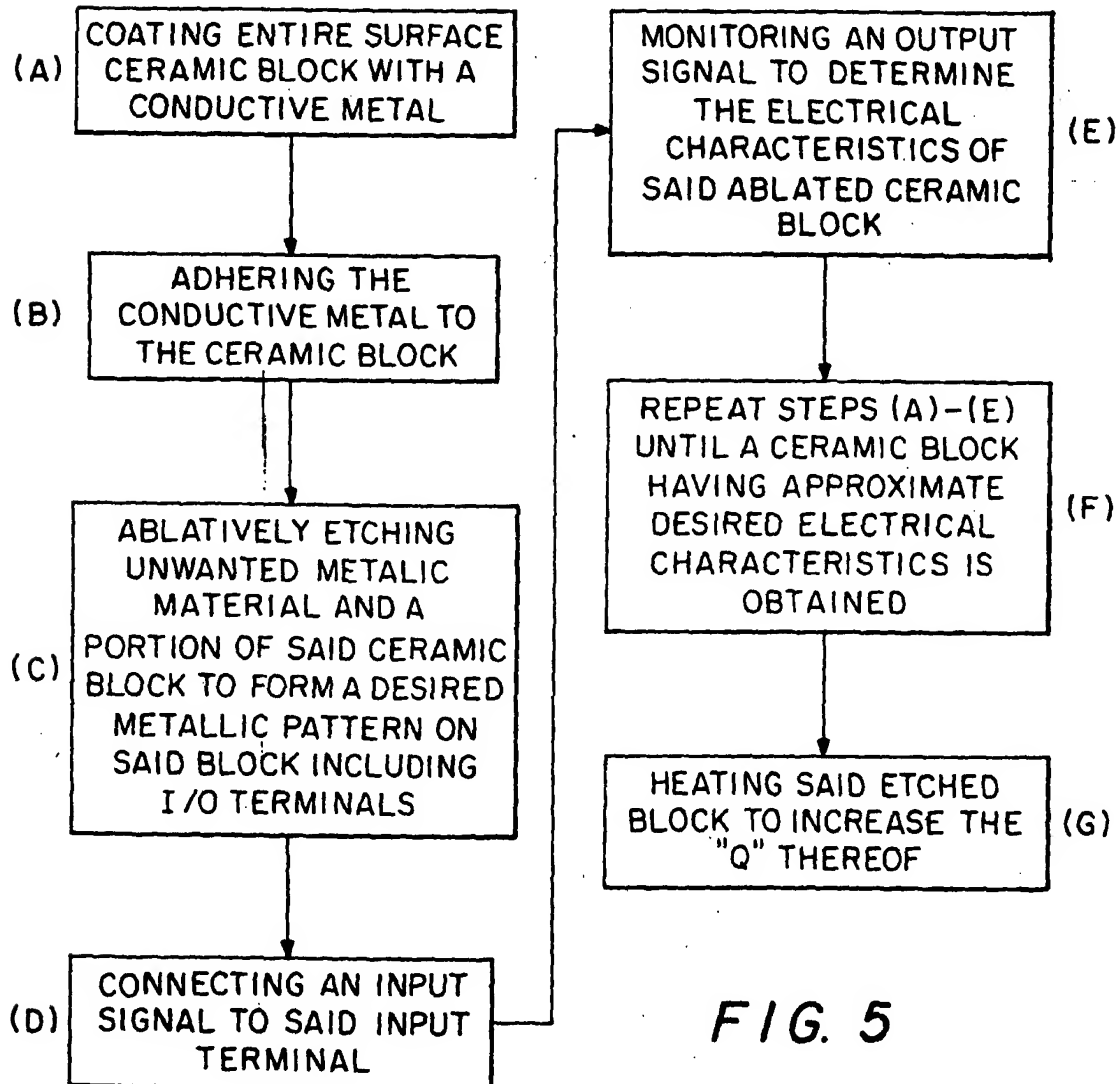 (A)
COATING ENTIRE SURFACE
CERAMIC BLOCK WITH A
CONDUCTIVE METAL
(B)
ADHERING THE
CONDUCTIVE METAL TO
THE CERAMIC BLOCK
(C)
ABLATIVELY ETCHING
UNWANTED METALIC
MATERIAL AND A
PORTION OF SAID CERAMIC
BLOCK TO FORM A DESIRED
METALLIC PATTERN ON
SAID BLOCK INCLUDING
I/O TERMINALS
(D)
CONNECTING AN INPUT
SIGNAL TO SAID INPUT
TERMINAL
MONITORING AN OUTPUT
SIGNAL TO DETERMINE
THE ELECTRICAL
CHARACTERISTICS OF
SAID ABLATED CERAMIC
BLOCK
(E)
REPEAT STEPS (A)-(E)
UNTIL A CERAMIC BLOCK
HAVING APPROXIMATE
DESIRED ELECTRICAL
CHARACTERISTICS IS
OBTAINED
(F)
HEATING SAID ETCHED
BLOCK TO INCREASE THE
"Q" THEREOF
(G)
FIG. 5